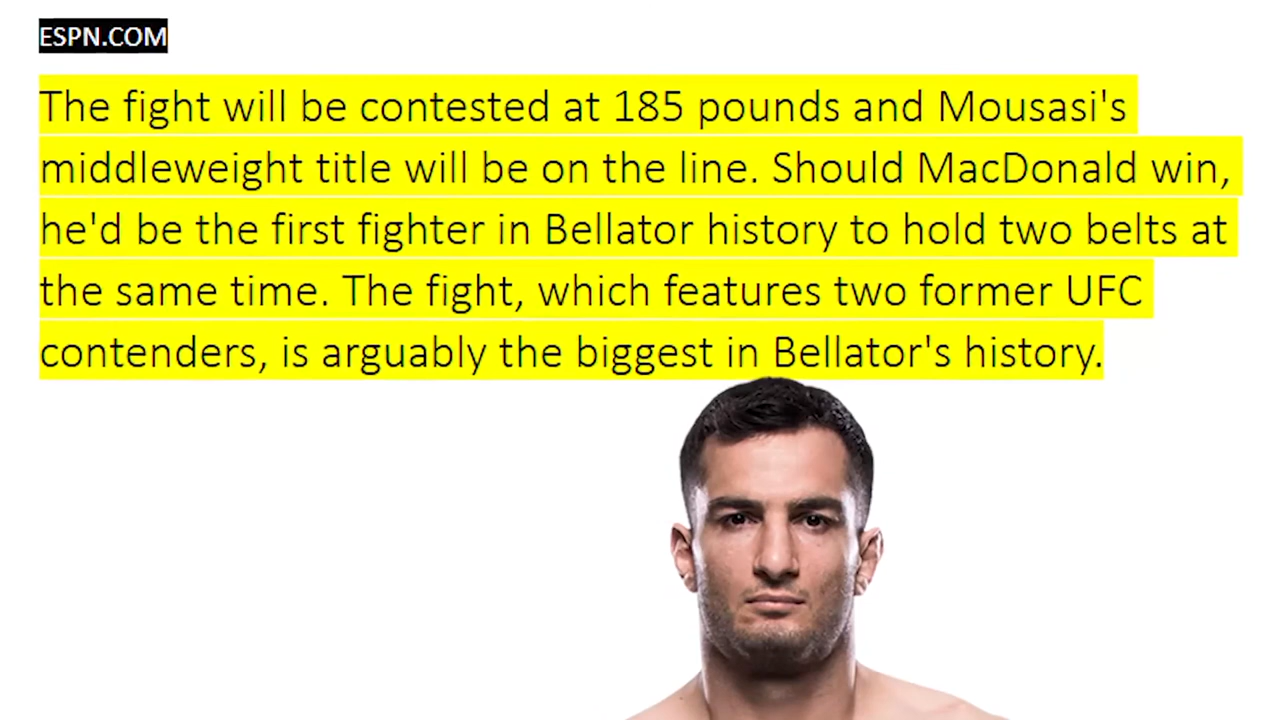 ESPN.COM
The fight will be contested at 185 pounds and Mousasi's
middleweight title will be on the line. Should MacDonald win,
he'd be the first fighter in Bellator history to hold two belts at
the same time. The fight, which features two former UFC
contenders, is arguably the biggest in Bellator's history.